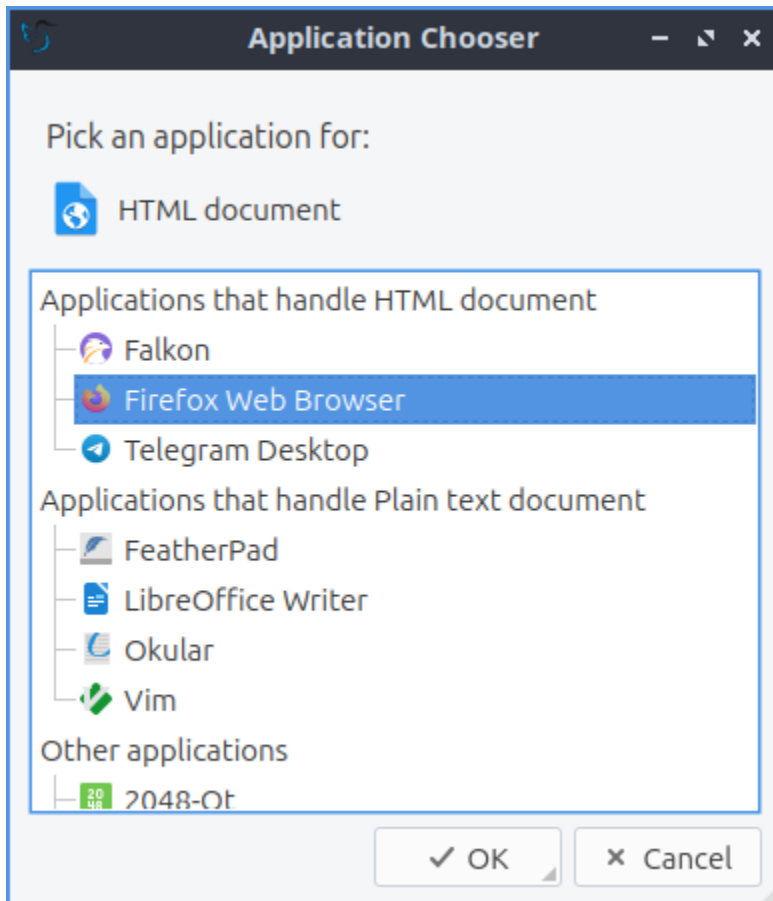 Application Chooser
Pick an application for:
HTML document
Applications that handle HTML document
Falkon
Firefox Web Browser
Telegram Desktop
Applications that handle Plain text document
FeatherPad
LibreOffice Writer
Okular
Vim
Other applications
2048-Qt
OK Cancel